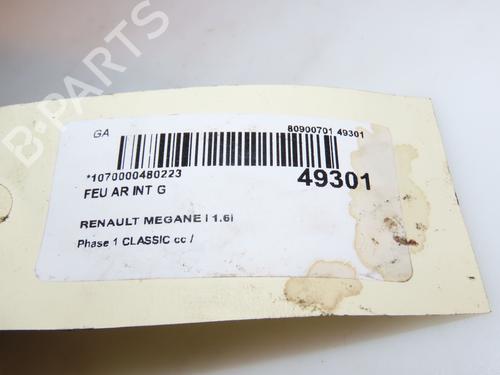 B-PARTS
GA
80900701 49301
*1070000480223
49301
FEU AR INT G
RENAULT MEGANE I 1.6i
Phase 1 CLASSIC cc /